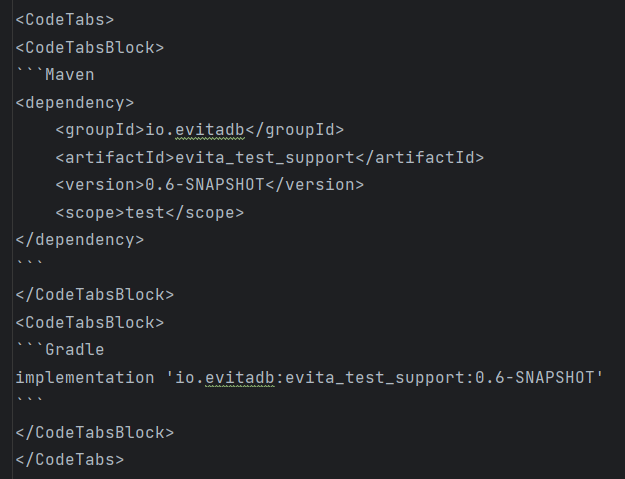 <CodeTabs>
<CodeTabsBlock>
```Maven
<dependency>
    <groupId>io.evitadb</groupId>
    <artifactId>evita_test_support</artifactId>
    <version>0.6-SNAPSHOT</version>
    <scope>test</scope>
</dependency>
```
</CodeTabsBlock>
<CodeTabsBlock>
```Gradle
implementation 'io.evitadb:evita_test_support:0.6-SNAPSHOT'
```
</CodeTabsBlock>
</CodeTabs>